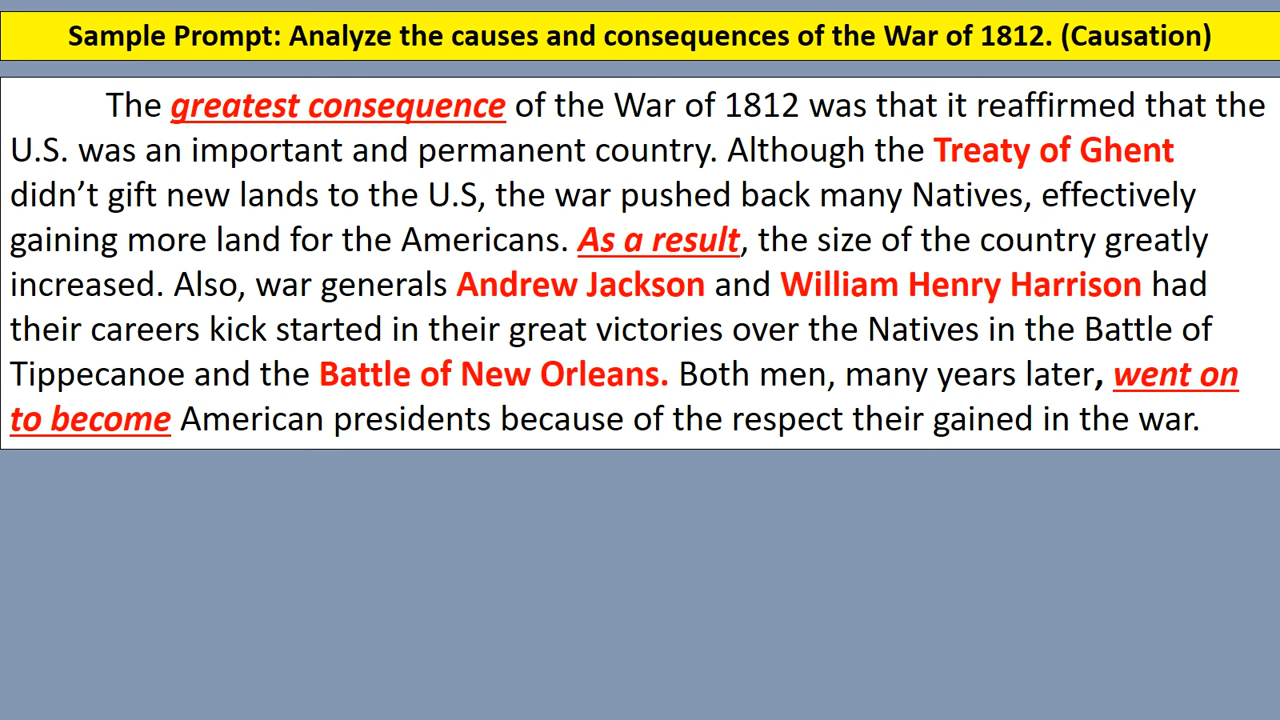 Sample Prompt: Analyze the causes and consequences of the War of 1812. (Causation)
The greatest consequence of the War of 1812 was that it reaffirmed that the
U.S. was an important and permanent country. Although the Treaty of Ghent
didn’t gift new lands to the U.S, the war pushed back many Natives, effectively
gaining more land for the Americans. As a result, the size of the country greatly
increased. Also, war generals Andrew Jackson and William Henry Harrison had
their careers kick started in their great victories over the Natives in the Battle of
Tippecanoe and the Battle of New Orleans. Both men, many years later, went on
to become American presidents because of the respect their gained in the war.